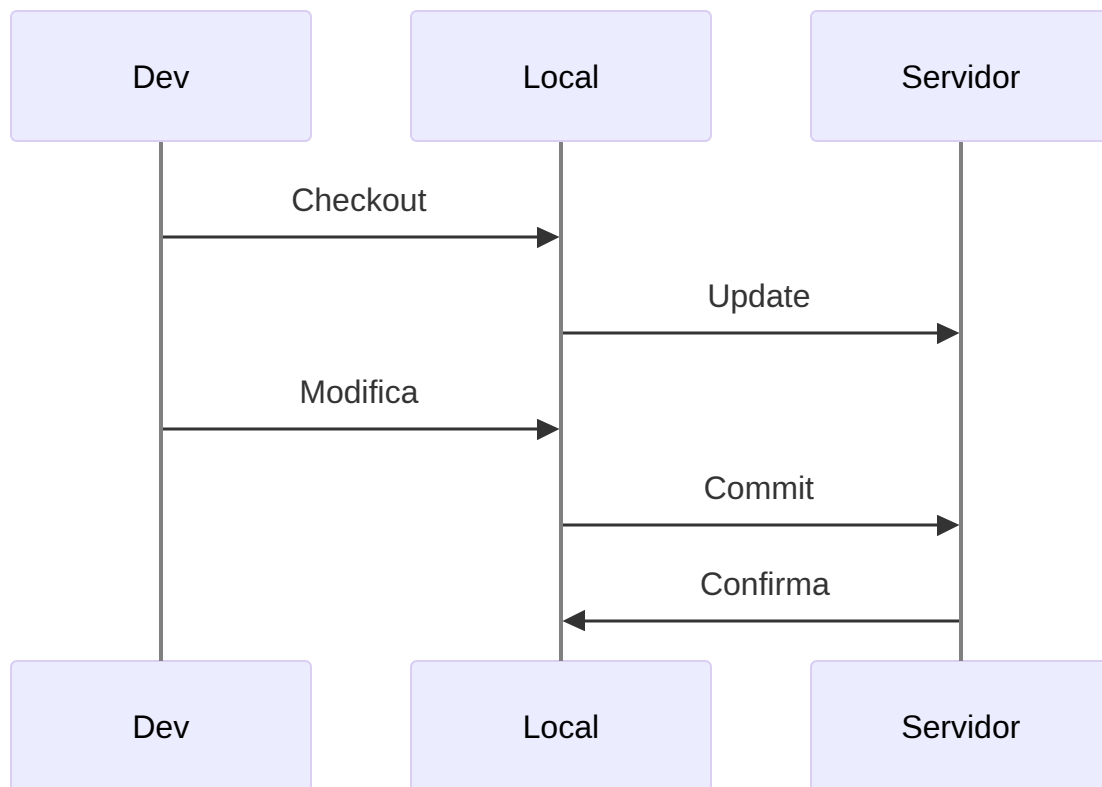 Dev
Local
Servidor
Checkout
Update
Modifica
Commit
Confirma
Dev
Local
Servidor